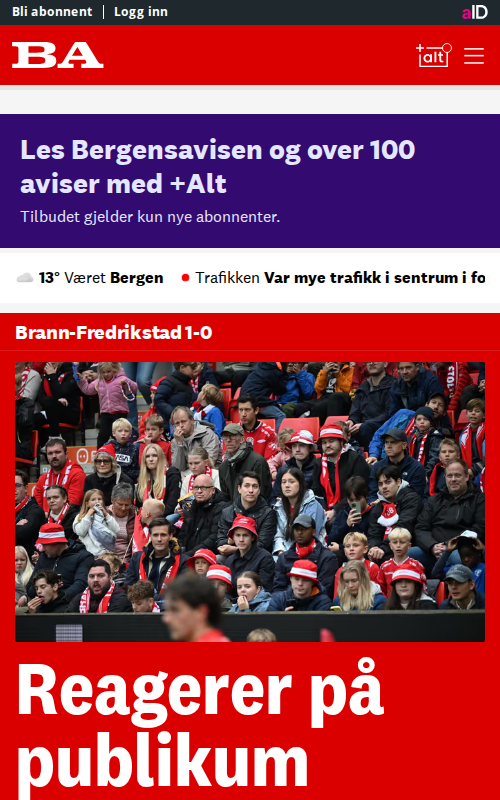 Bli abonnent
Logg inn
aID
BA
+alt
Les Bergensavisen og over 100
aviser med +Alt
Tilbudet gjelder kun nye abonnenter.
13° Været Bergen
Trafikken Var mye trafikk i sentrum i fo
Brann-Fredrikstad 1-0
Reagerer på
publikum